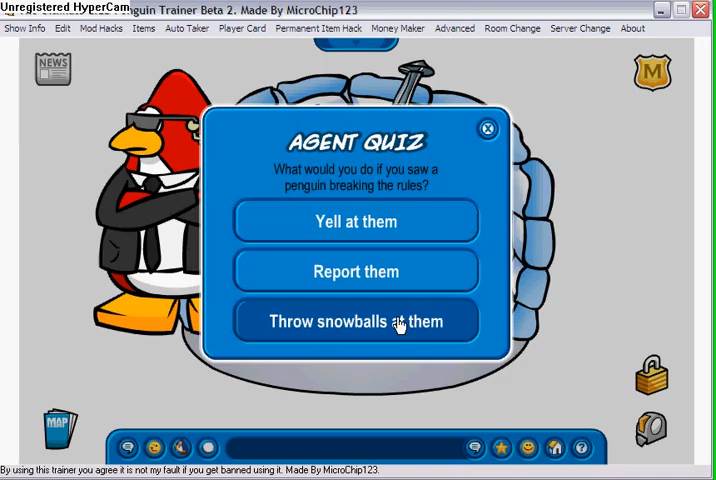 Unregistered HyperCam
Penguin Trainer Beta 2. Made By MicroChip123
Show Info Edit Mod Hacks Items Auto Taker Player Card Permanent Item Hack Money Maker Advanced Room Change Server Change About
NEWS
M
AGENT QUIZ
What would you do if you saw a
penguin breaking the rules?
Yell at them
Report them
Throw snowballs at them
MAP
By using this trainer you agree it is not my fault if you get banned using it. Made By MicroChip123.